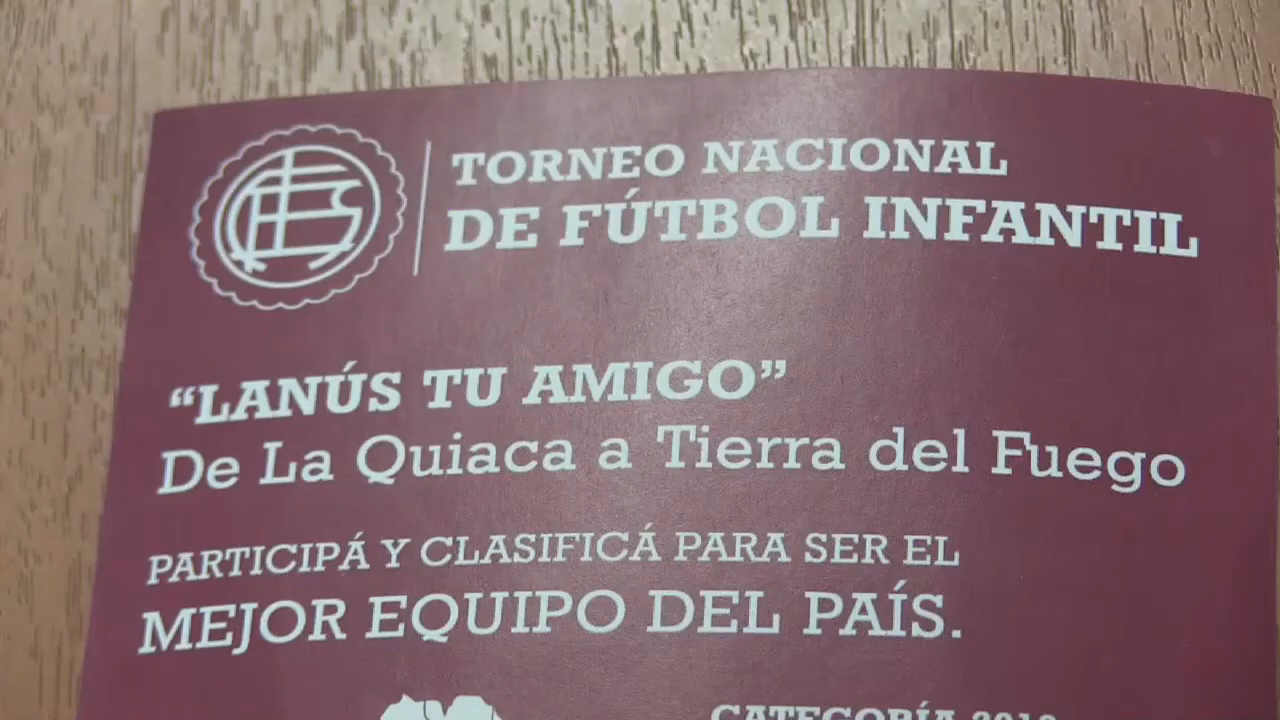 TORNEO NACIONAL
DE FÚTBOL INFANTIL
“LANÚS TU AMIGO”
De La Quiaca a Tierra del Fuego
PARTICIPÁ Y CLASIFICÁ PARA SER EL
MEJOR EQUIPO DEL PAÍS.
CATEGORÍA